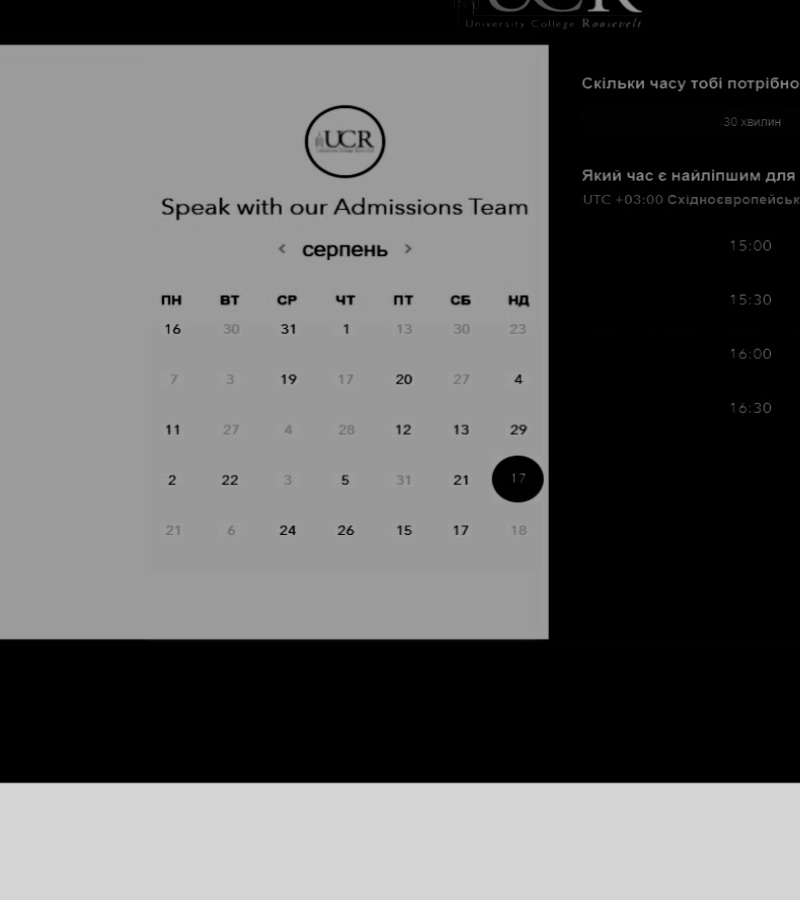 UCR
University College Roosevelt
UCR
Speak with our Admissions Team
‹ серпень ›
ПН ВТ СР ЧТ ПТ СБ НД
16 30 31 1 13 30 23
7 3 19 17 20 27 4
11 27 4 28 12 13 29
2 22 3 5 31 21 17
21 6 24 26 15 17 18
Скільки часу тобі потрібно
30 хвилин
Який час є найліпшим для
UTC +03:00 Східноєвропейськ
15:00
15:30
16:00
16:30